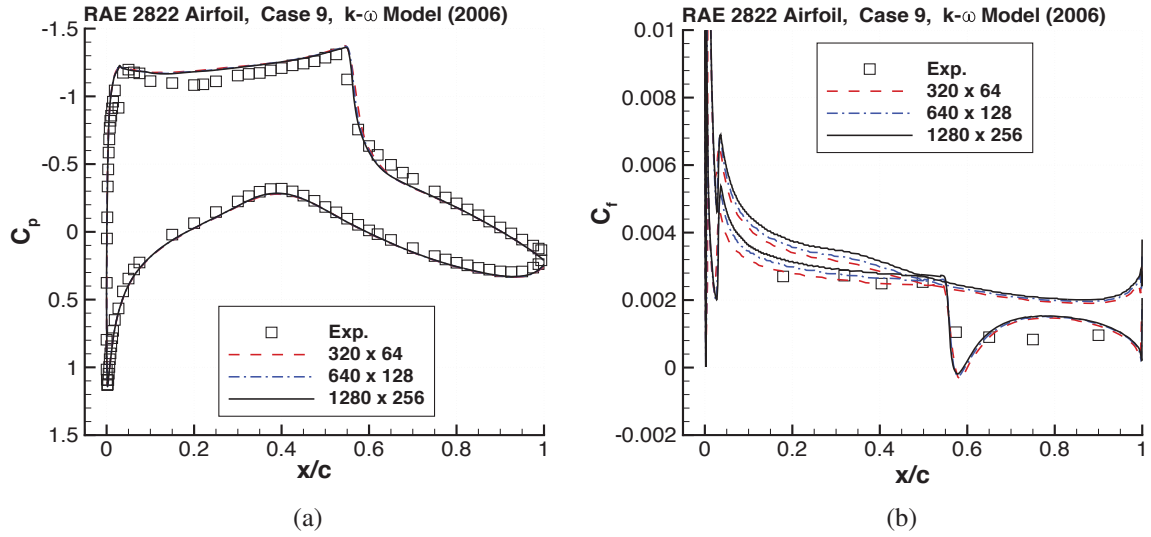 RAE 2822 Airfoil, Case 9, k-ω Model (2006)
-1.5
-1
-0.5
0
0.5
1
1.5
Cp
Exp.
320 x 64
640 x 128
1280 x 256
0 0.2 0.4 0.6 0.8 1
x/c
(a)
RAE 2822 Airfoil, Case 9, k-ω Model (2006)
0.01
0.008
0.006
0.004
0.002
0
-0.002
Cf
Exp.
320 x 64
640 x 128
1280 x 256
0 0.2 0.4 0.6 0.8 1
x/c
(b)